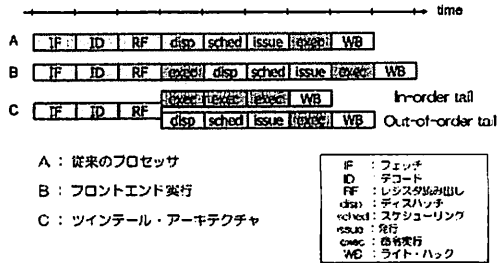 time
A IF ID RF disp sched issue exec WB
B IF ID RF exec disp sched issue exec WB
C IF ID RF exec exec exec WB In-order tail
disp sched issue exec WB Out-of-order tail
A : 従来のプロセッサ
B : フロントエンド実行
C : ツインテール・アーキテクチャ
IF : フェッチ
ID : デコード
RF : レジスタ読み出し
disp : ディスパッチ
sched : スケジューリング
issue : 発行
exec : 命令実行
WB : ライト・バック